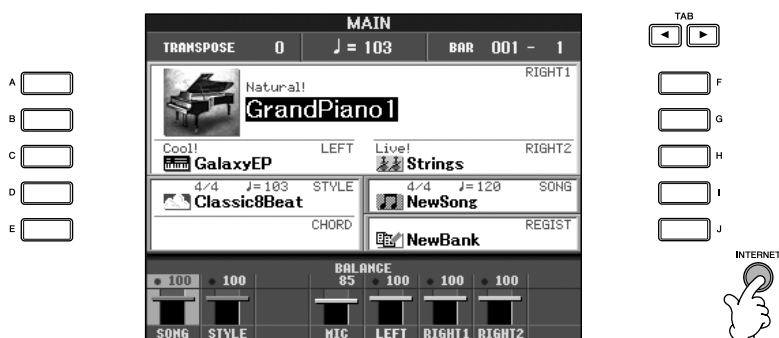 MAIN
TAB
TRANSPOSE 0 ♩= 103 BAR 001 - 1
RIGHT1
Natural!
GrandPiano1
Cool! LEFT Live! RIGHT2
GalaxyEP Strings
4/4 ♩=103 STYLE 4/4 ♩=120 SONG
Classic8Beat NewSong
CHORD REGIST
NewBank
A
B
C
D
E
F
G
H
I
J
INTERNET
BALANCE
100 100 85 100 100 100
SONG STYLE MIC LEFT RIGHT1 RIGHT2